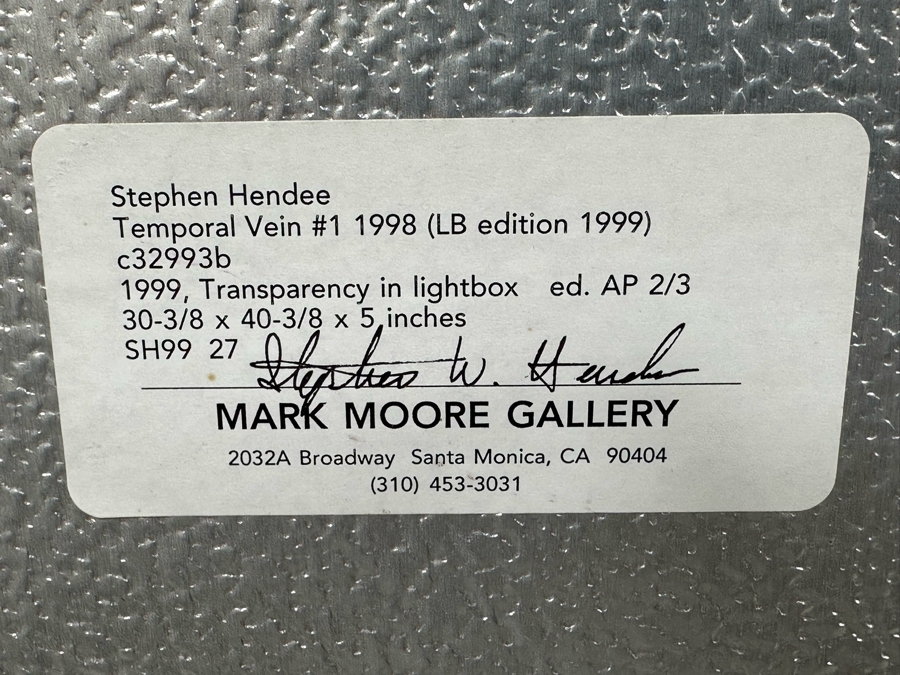 Stephen Hendee
Temporal Vein #1 1998 (LB edition 1999)
c32993b
1999, Transparency in lightbox ed. AP 2/3
30-3/8 x 40-3/8 x 5 inches
SH99 27 Stephen W. Hendee
MARK MOORE GALLERY
2032A Broadway Santa Monica, CA 90404
(310) 453-3031